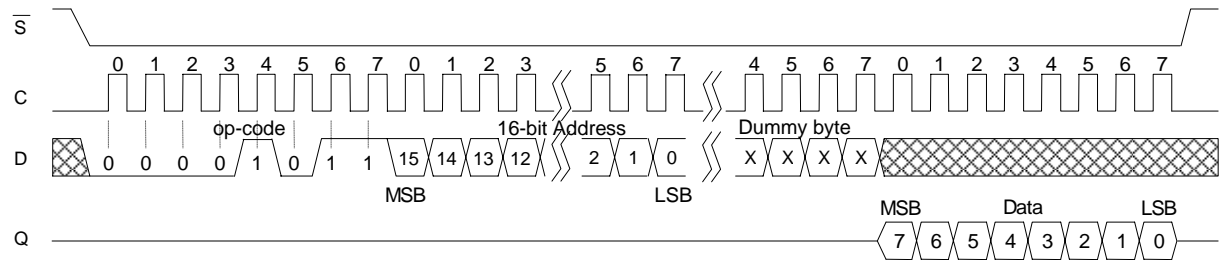 S
0 1 2 3 4 5 6 7 0 1 2 3 5 6 7 4 5 6 7 0 1 2 3 4 5 6 7
C
op-code 16-bit Address Dummy byte
D 0 0 0 0 1 0 1 1 15 14 13 12 2 1 0 X X X X
MSB LSB
MSB Data LSB
Q 7 6 5 4 3 2 1 0